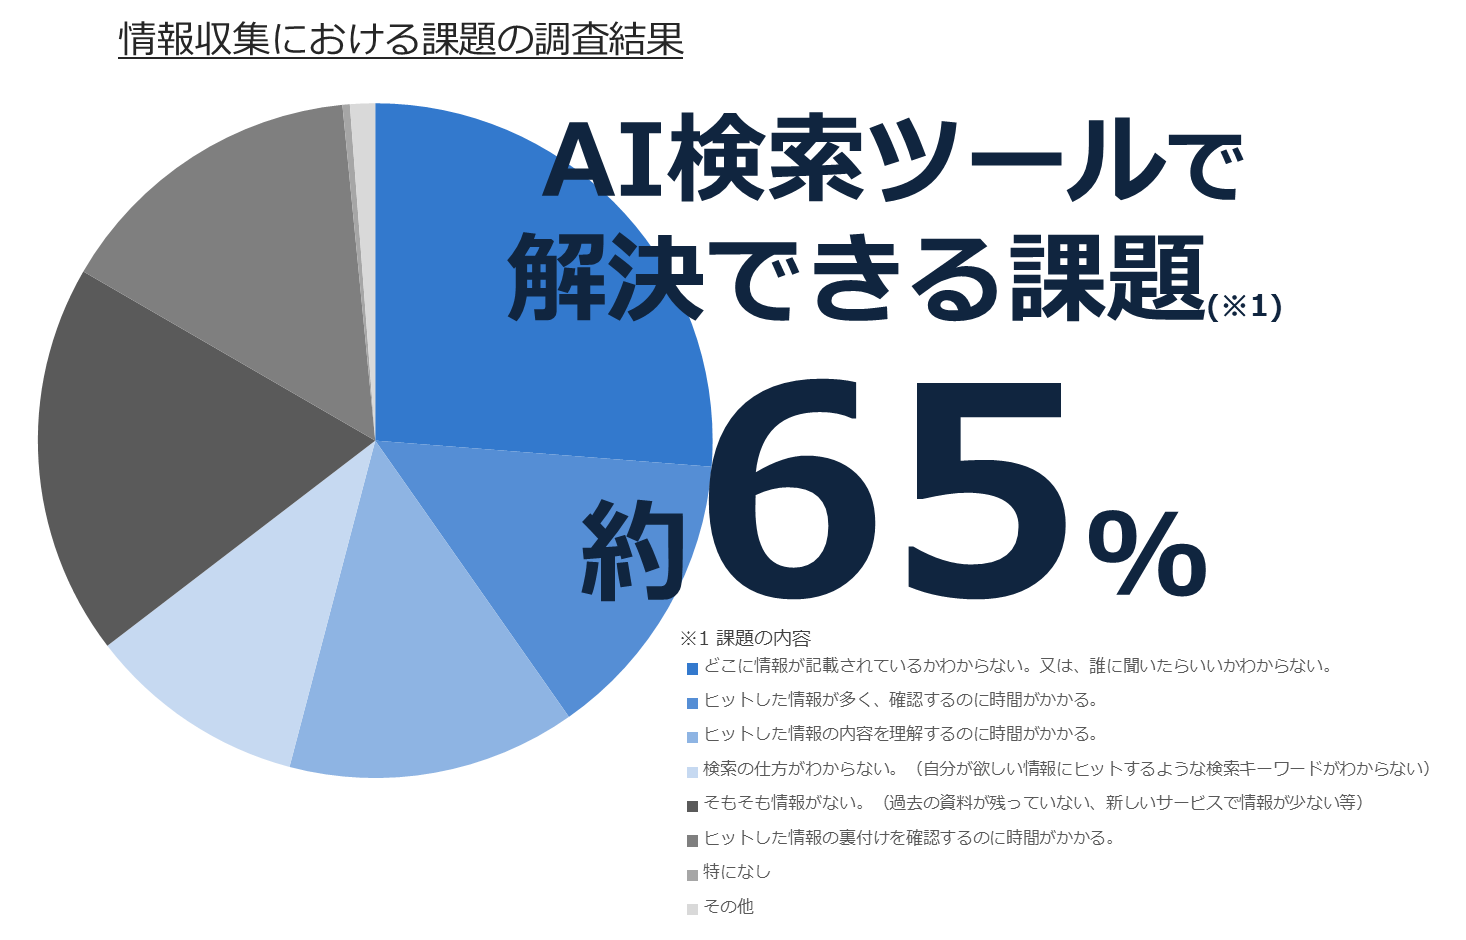 情報収集における課題の調査結果
AI検索ツールで
解決できる課題(※1)
約65%
※1 課題の内容
どこに情報が記載されているかわからない。又は、誰に聞いたらいいかわからない。
ヒットした情報が多く、確認するのに時間がかかる。
ヒットした情報の内容を理解するのに時間がかかる。
検索の仕方がわからない。（自分が欲しい情報にヒットするような検索キーワードがわからない）
そもそも情報がない。（過去の資料が残っていない、新しいサービスで情報が少ない等）
ヒットした情報の裏付けを確認するのに時間がかかる。
特になし
その他